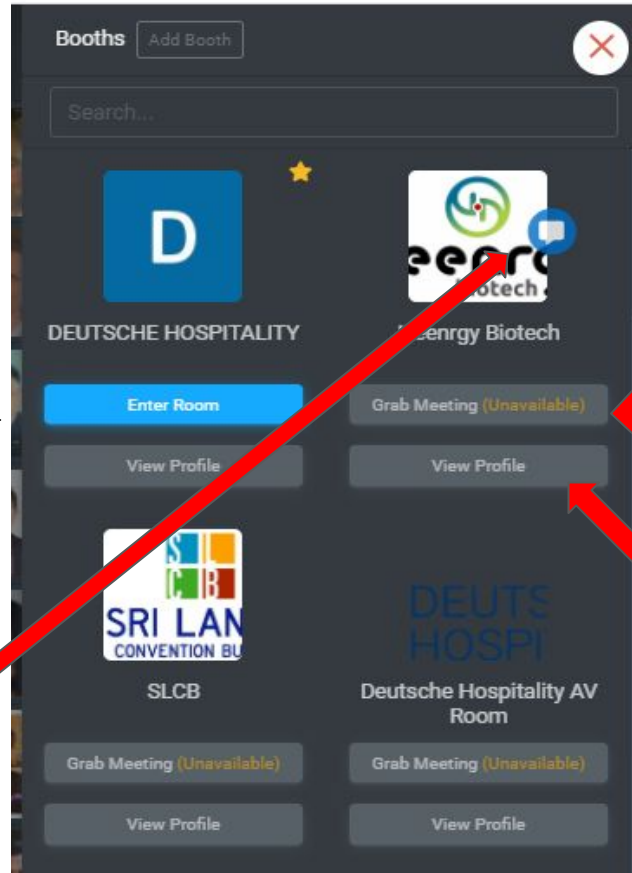 Booths Add Booth
Search...
D
DEUTSCHE HOSPITALITY
Biotech
Enter Room
Grab Meeting (Unavailable)
View Profile
View Profile
S L
C B
SRI LAN
CONVENTION BU
DEUTS
HOSPI
SLCB
Deutsche Hospitality AV
Room
Grab Meeting (Unavailable)
Grab Meeting (Unavailable)
View Profile
View Profile